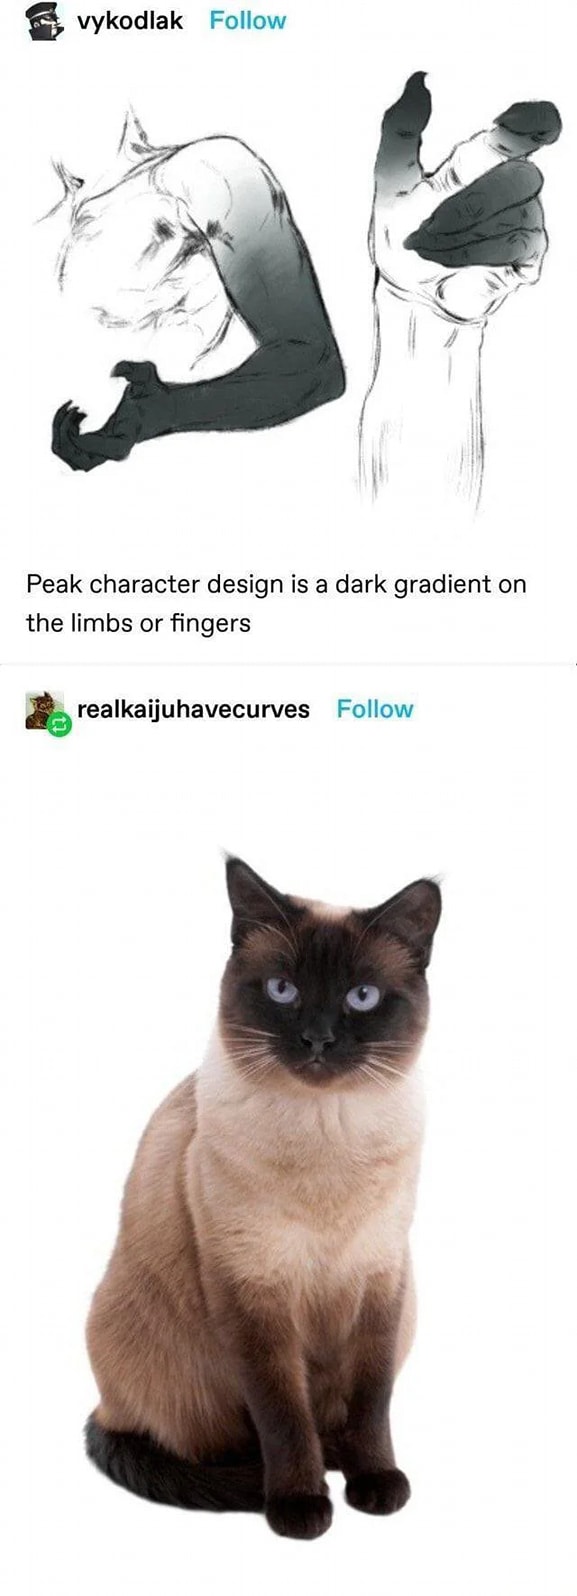 vykodlak Follow
Peak character design is a dark gradient on
the limbs or fingers
realkaijuhavecurves Follow